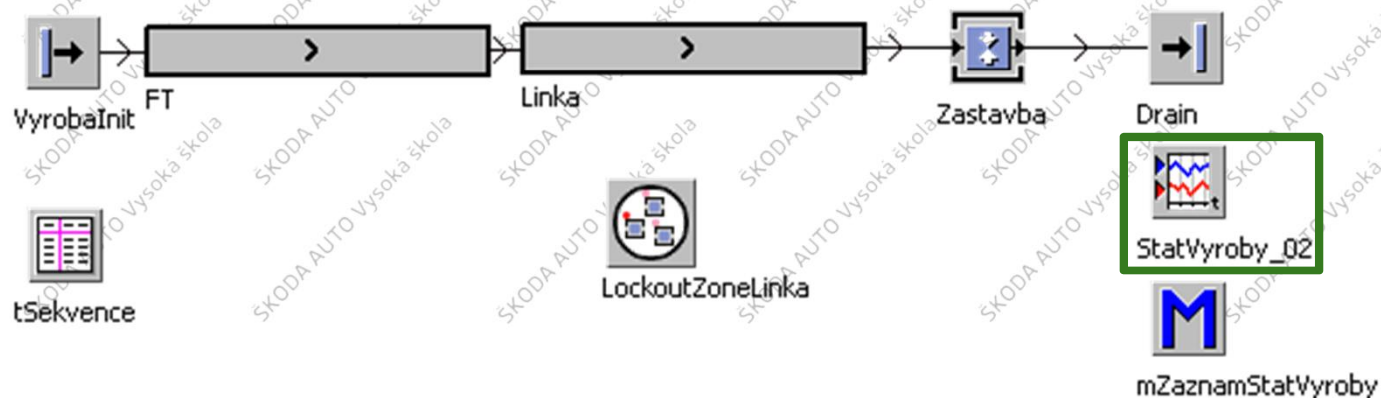 VyrobaInit
FT
Linka
Zastavba
Drain
StatVyroby_02
tSekvence
LockoutZoneLinka
mZaznamStatVyroby
ŠKODA AUTO Vysoká škola